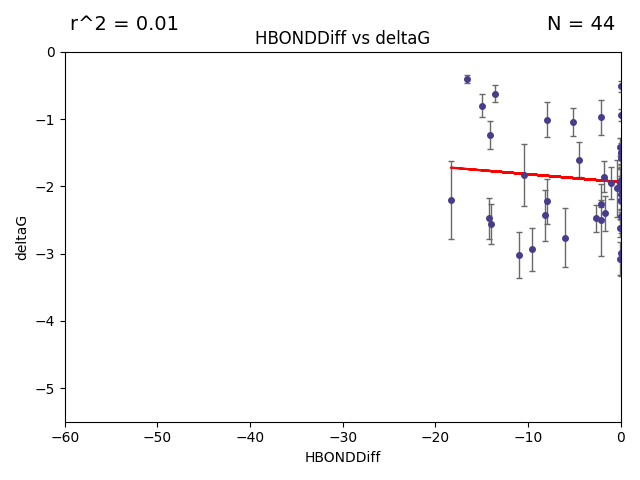 r^2 = 0.01
N = 44
HBONDDiff vs deltaG
0
−1
−2
−3
−4
−5
deltaG
−60 −50 −40 −30 −20 −10 0
HBONDDiff